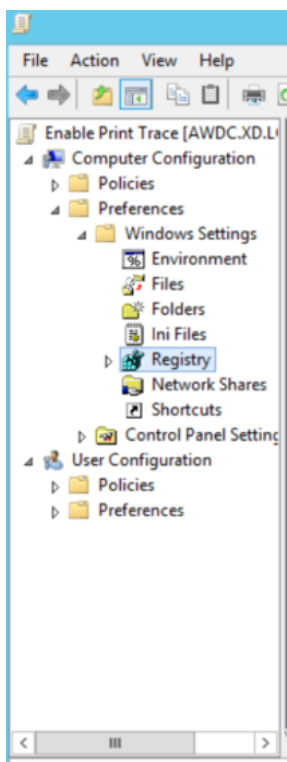 File Action View Help
Enable Print Trace [AWDC.XD.L
Computer Configuration
Policies
Preferences
Windows Settings
Environment
Files
Folders
Ini Files
Registry
Network Shares
Shortcuts
Control Panel Setting
User Configuration
Policies
Preferences